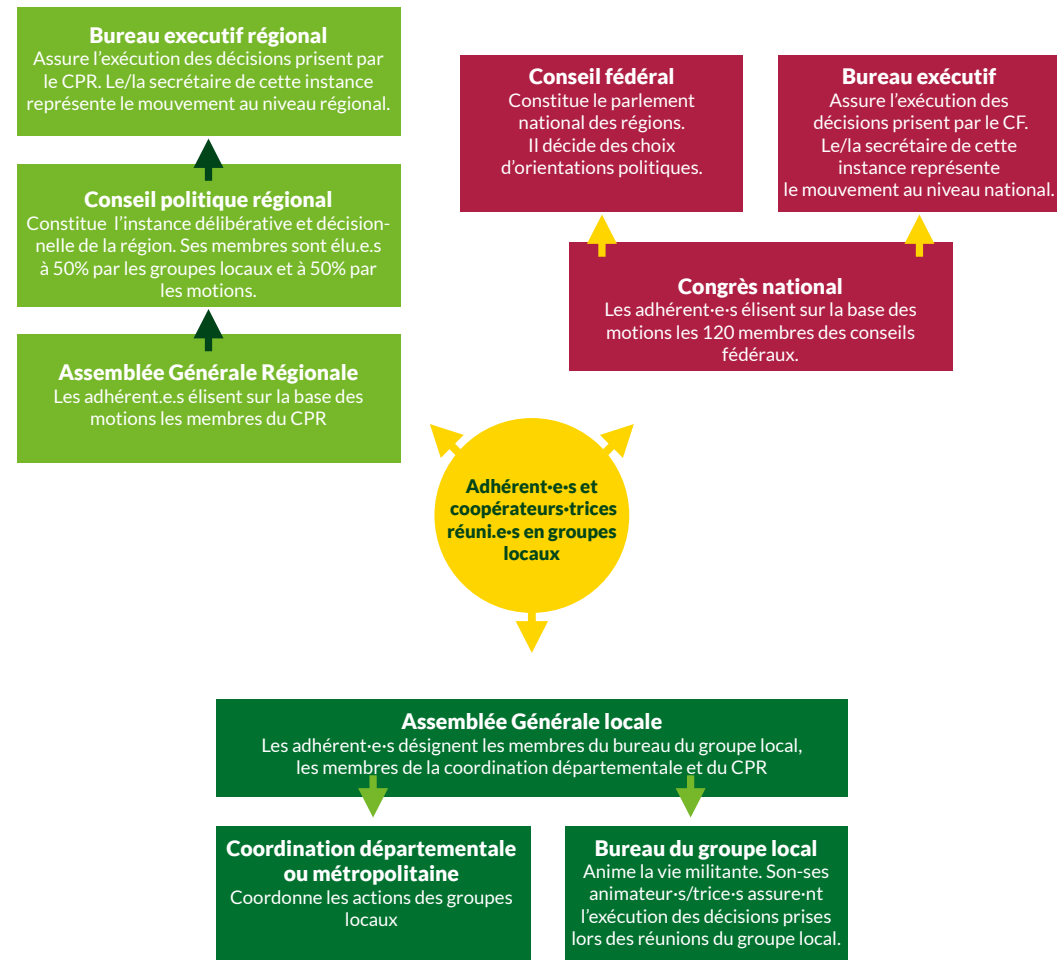 Bureau executif régional
Assure l'exécution des décisions prisent par
le CPR. Le/la secrétaire de cette instance
représente le mouvement au niveau régional.
Conseil politique régional
Constitue l'instance délibérative et décision-
nelle de la région. Ses membres sont élu.e.s
à 50% par les groupes locaux et à 50% par
les motions.
Assemblée Générale Régionale
Les adhérent.e.s élisent sur la base des
motions les membres du CPR
Conseil fédéral
Constitue le parlement
national des régions.
Il décide des choix
d'orientations politiques.
Bureau exécutif
Assure l'exécution des
décisions prisent par le CF.
Le/la secrétaire de cette
instance représente
le mouvement au niveau national.
Congrès national
Les adhérent·e·s élisent sur la base des
motions les 120 membres des conseils
fédéraux.
Adhérent·e·s et
coopérateurs·trices
réuni.e·s en groupes
locaux
Assemblée Générale locale
Les adhérent·e·s désignent les membres du bureau du groupe local,
les membres de la coordination départementale et du CPR
Coordination départementale
ou métropolitaine
Coordonne les actions des groupes
locaux
Bureau du groupe local
Anime la vie militante. Son-ses
animateur·s/trice·s assure·nt
l'exécution des décisions prises
lors des réunions du groupe local.